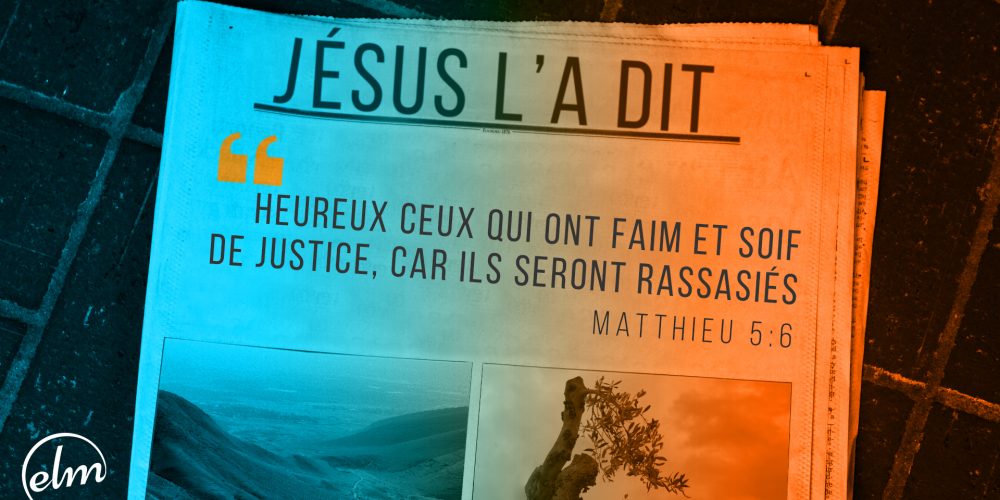 JÉSUS L'A DIT
“
HEUREUX CEUX QUI ONT FAIM ET SOIF
DE JUSTICE, CAR ILS SERONT RASSASIÉS
MATTHIEU 5:6
elm